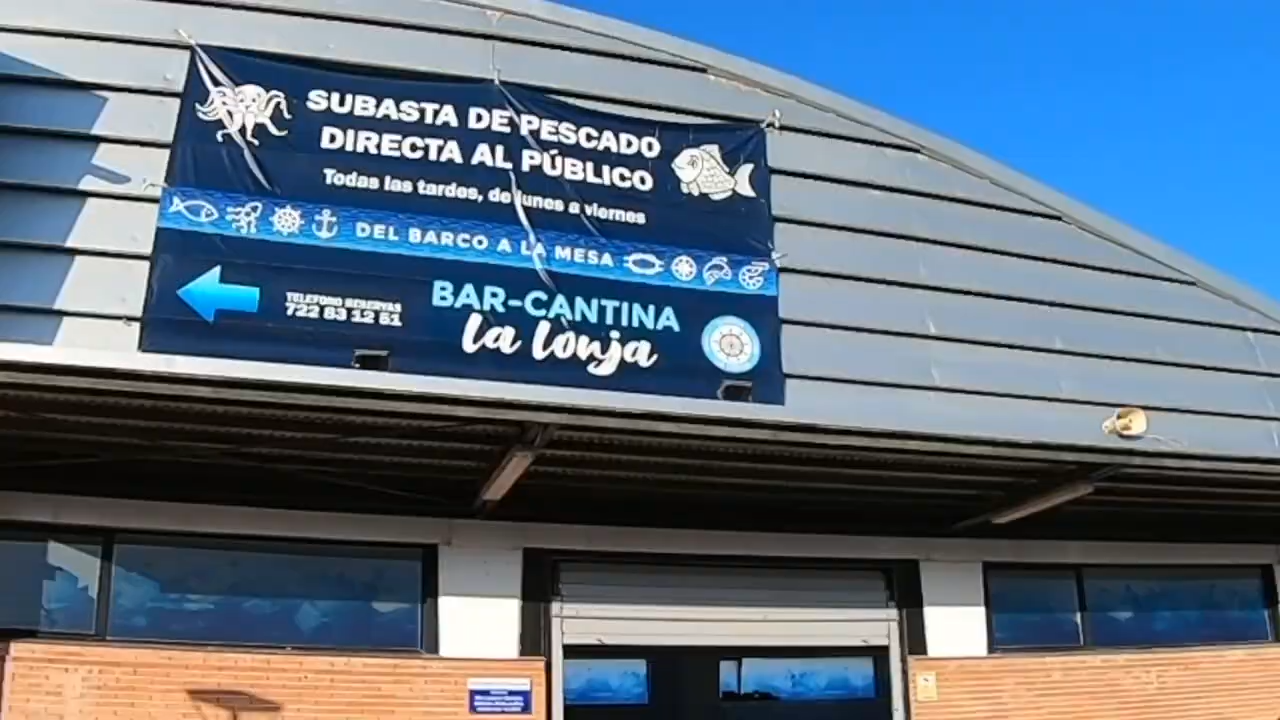 SUBASTA DE PESCADO
DIRECTA AL PÚBLICO
Todas las tardes, de lunes a viernes
DEL BARCO A LA MESA
TELEFONO RESERVAS
722 83 12 51
BAR-CANTINA
la lonja